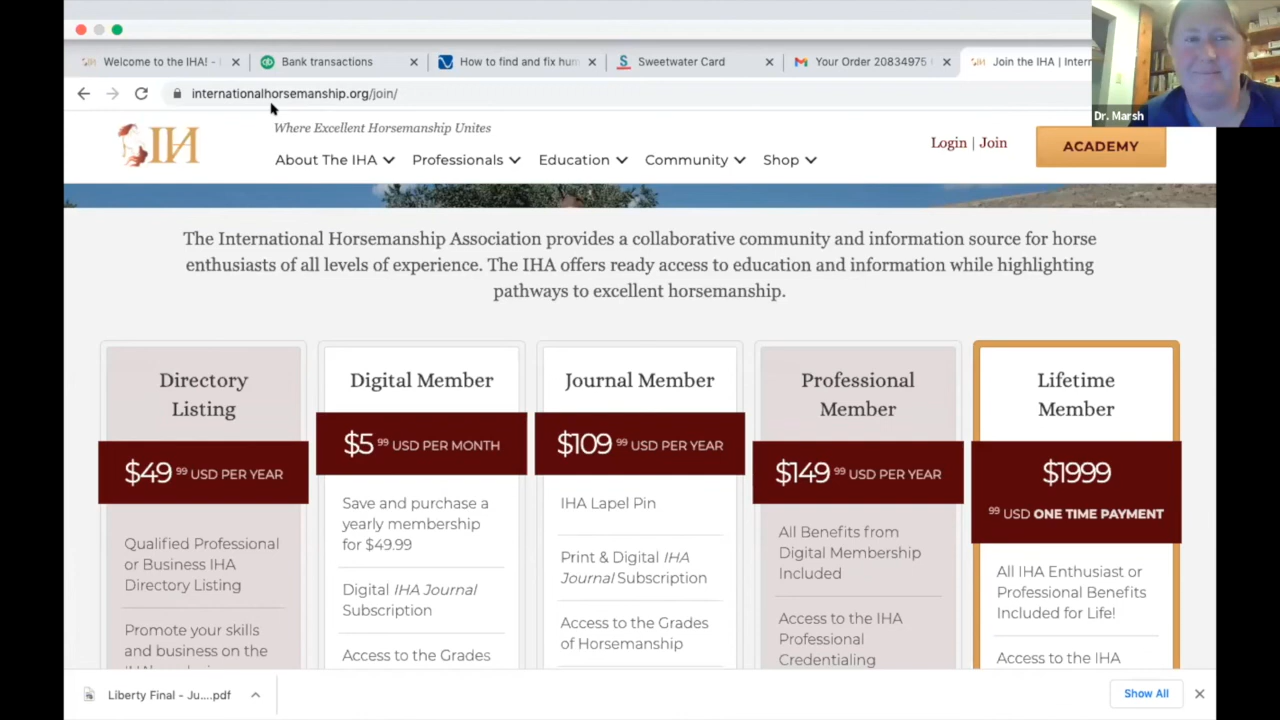 Welcome to the IHA! -
Bank transactions
How to find and fix hun
Sweetwater Card
Your Order 20834975
Join the IHA | Intern
internationalhorsemanship.org/join/
Dr. Marsh
IH
Where Excellent Horsemanship Unites
Login | Join
ACADEMY
About The IHA
Professionals
Education
Community
Shop
The International Horsemanship Association provides a collaborative community and information source for horse
enthusiasts of all levels of experience. The IHA offers ready access to education and information while highlighting
pathways to excellent horsemanship.
Directory
Listing
$49 99 USD PER YEAR
Qualified Professional
or Business IHA
Directory Listing
Promote your skills
and business on the
Digital Member
$5 99 USD PER MONTH
Save and purchase a
yearly membership
for $49.99
Digital IHA Journal
Subscription
Access to the Grades
Journal Member
$109 99 USD PER YEAR
IHA Lapel Pin
Print & Digital IHA
Journal Subscription
Access to the Grades
of Horsemanship
Professional
Member
$149 99 USD PER YEAR
All Benefits from
Digital Membership
Included
Access to the IHA
Professional
Credentialing
Lifetime
Member
$1999
99 USD ONE TIME PAYMENT
All IHA Enthusiast or
Professional Benefits
Included for Life!
Access to the IHA
Liberty Final - Ju....pdf
Show All